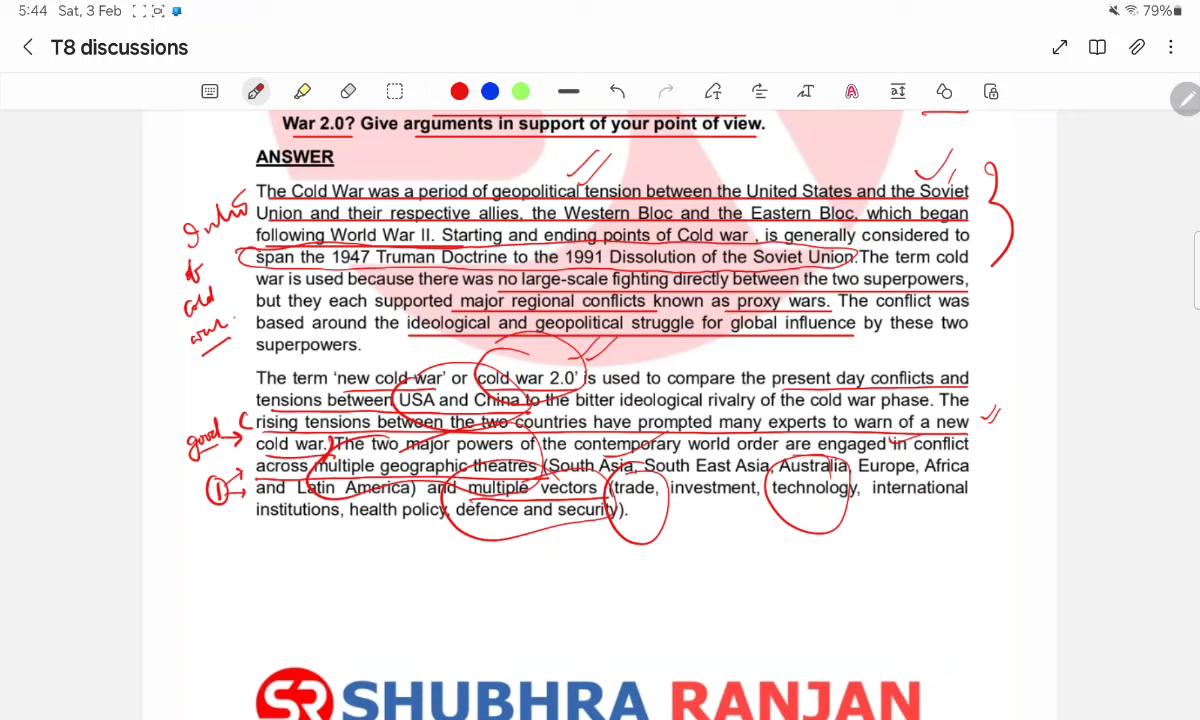 5:44 Sat, 3 Feb 79%
T8 discussions
War 2.0? Give arguments in support of your point of view.
ANSWER
The Cold War was a period of geopolitical tension between the United States and the Soviet
Union and their respective allies, the Western Bloc and the Eastern Bloc, which began
following World War II. Starting and ending points of Cold war , is generally considered to
span the 1947 Truman Doctrine to the 1991 Dissolution of the Soviet Union.The term cold
war is used because there was no large-scale fighting directly between the two superpowers,
but they each supported major regional conflicts known as proxy wars. The conflict was
based around the ideological and geopolitical struggle for global influence by these two
superpowers.
Intro
of
cold
war.
The term ‘new cold war’ or ‘cold war 2.0’ is used to compare the present day conflicts and
tensions between USA and China to the bitter ideological rivalry of the cold war phase. The
rising tensions between the two countries have prompted many experts to warn of a new
cold war. The two major powers of the contemporary world order are engaged in conflict
across multiple geographic theatres (South Asia, South East Asia, Australia, Europe, Africa
and Latin America) and multiple vectors (trade, investment, technology, international
institutions, health policy, defence and security).
good
1
SR SHUBHRA RANJAN